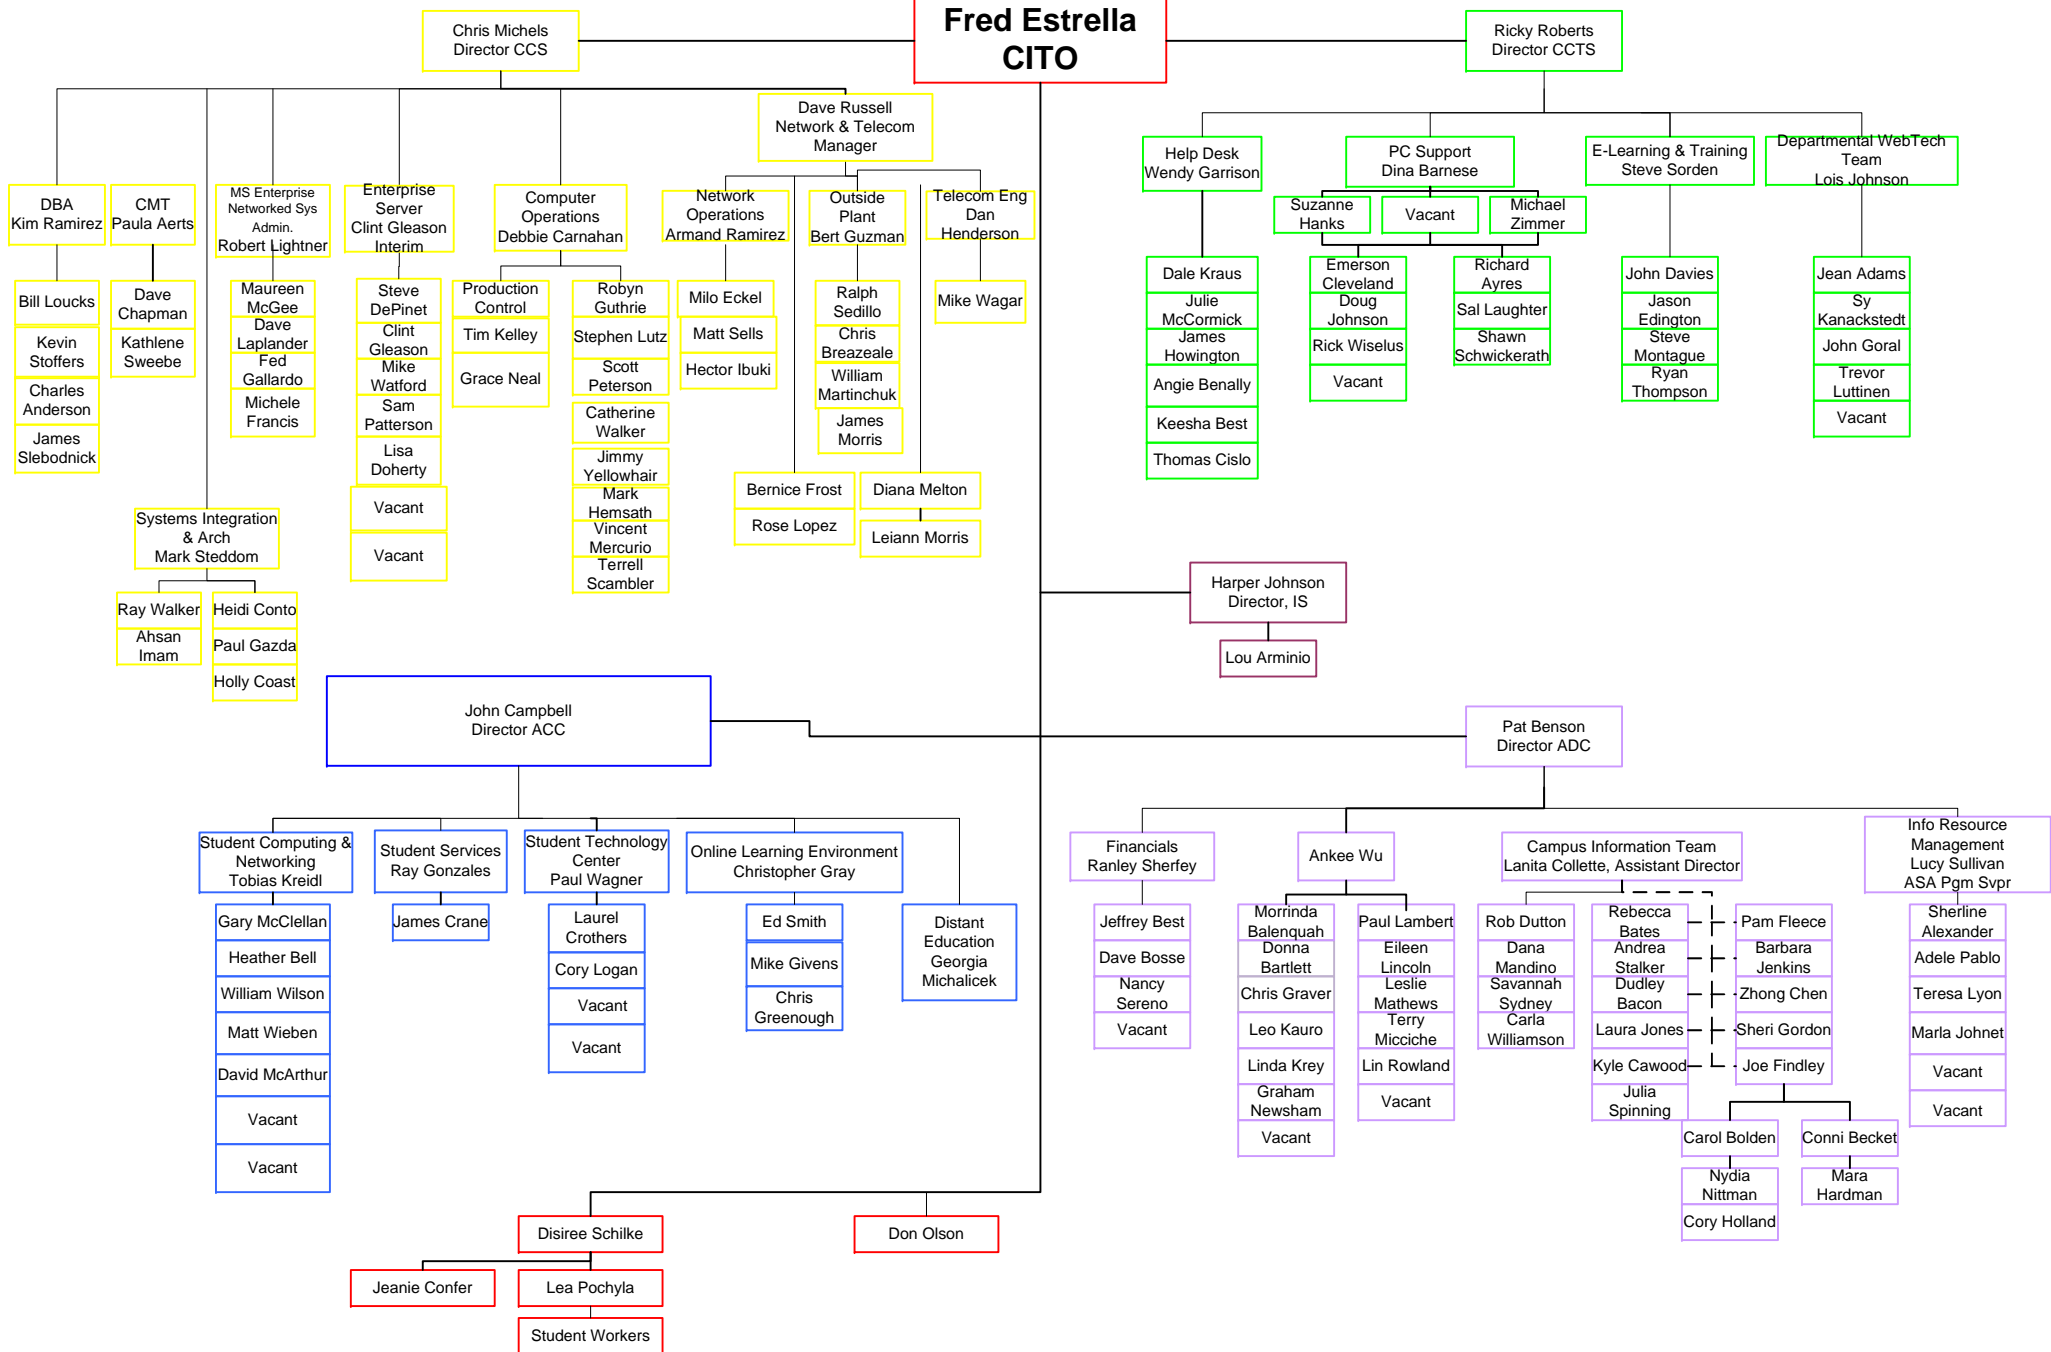 Fred Estrella
CITO
Chris Michels
Director CCS
Ricky Roberts
Director CCTS
Dave Russell
Network & Telecom
Manager
DBA
Kim Ramirez
CMT
Paula Aerts
MS Enterprise
Networked Sys
Admin.
Robert Lightner
Enterprise
Server
Clint Gleason
Interim
Computer
Operations
Debbie Carnahan
Network
Operations
Armand Ramirez
Outside
Plant
Bert Guzman
Telecom Eng
Dan
Henderson
Bill Loucks
Kevin
Stoffers
Charles
Anderson
James
Slebodnick
Dave
Chapman
Kathlene
Sweebe
Maureen
McGee
Dave
Laplander
Fed
Gallardo
Michele
Francis
Steve
DePinet
Clint
Gleason
Mike
Watford
Sam
Patterson
Lisa
Doherty
Vacant
Vacant
Production
Control
Tim Kelley
Grace Neal
Robyn
Guthrie
Stephen Lutz
Scott
Peterson
Catherine
Walker
Jimmy
Yellowhair
Mark
Hemsath
Vincent
Mercurio
Terrell
Scambler
Milo Eckel
Matt Sells
Hector Ibuki
Ralph
Sedillo
Chris
Breazeale
William
Martinchuk
James
Morris
Mike Wagar
Bernice Frost
Rose Lopez
Diana Melton
Leiann Morris
Systems Integration
& Arch
Mark Steddom
Ray Walker
Ahsan
Imam
Heidi Conto
Paul Gazda
Holly Coast
Help Desk
Wendy Garrison
PC Support
Dina Barnese
E-Learning & Training
Steve Sorden
Departmental WebTech
Team
Lois Johnson
Suzanne
Hanks
Vacant
Michael
Zimmer
Dale Kraus
Julie
McCormick
James
Howington
Angie Benally
Keesha Best
Thomas Cislo
Emerson
Cleveland
Doug
Johnson
Rick Wiselus
Vacant
Richard
Ayres
Sal Laughter
Shawn
Schwickerath
John Davies
Jason
Edington
Steve
Montague
Ryan
Thompson
Jean Adams
Sy
Kanackstedt
John Goral
Trevor
Luttinen
Vacant
Harper Johnson
Director, IS
Lou Arminio
John Campbell
Director ACC
Pat Benson
Director ADC
Student Computing &
Networking
Tobias Kreidl
Student Services
Ray Gonzales
Student Technology
Center
Paul Wagner
Online Learning Environment
Christopher Gray
Gary McClellan
Heather Bell
William Wilson
Matt Wieben
David McArthur
Vacant
Vacant
James Crane
Laurel
Crothers
Cory Logan
Vacant
Vacant
Ed Smith
Mike Givens
Chris
Greenough
Distant
Education
Georgia
Michalicek
Financials
Ranley Sherfey
Ankee Wu
Campus Information Team
Lanita Collette, Assistant Director
Info Resource
Management
Lucy Sullivan
ASA Pgm Svpr
Jeffrey Best
Dave Bosse
Nancy
Sereno
Vacant
Morrinda
Balenquah
Donna
Bartlett
Chris Graver
Leo Kauro
Linda Krey
Graham
Newsham
Vacant
Paul Lambert
Eileen
Lincoln
Leslie
Mathews
Terry
Micciche
Lin Rowland
Vacant
Rob Dutton
Dana
Mandino
Savannah
Sydney
Carla
Williamson
Rebecca
Bates
Andrea
Stalker
Dudley
Bacon
Laura Jones
Kyle Cawood
Julia
Spinning
Pam Fleece
Barbara
Jenkins
Zhong Chen
Sheri Gordon
Joe Findley
Carol Bolden
Nydia
Nittman
Cory Holland
Conni Becket
Mara
Hardman
Sherline
Alexander
Adele Pablo
Teresa Lyon
Marla Johnet
Vacant
Vacant
Disiree Schilke
Don Olson
Jeanie Confer
Lea Pochyla
Student Workers